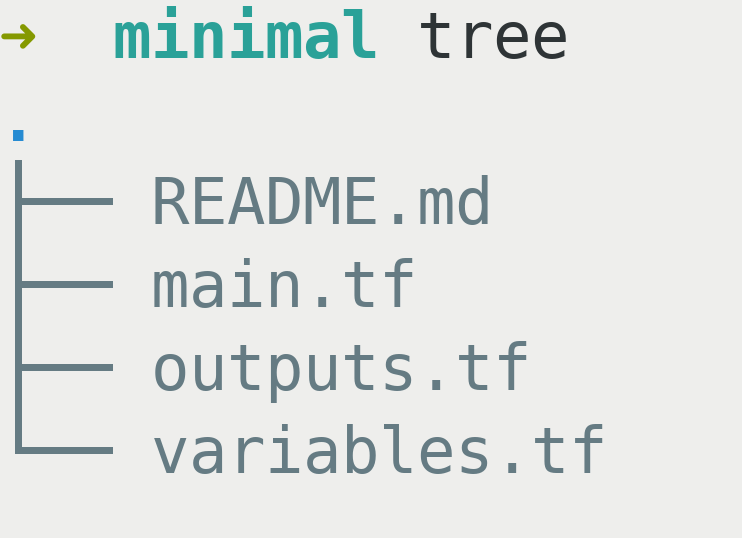 ➜  minimal tree
.
├── README.md
├── main.tf
├── outputs.tf
└── variables.tf